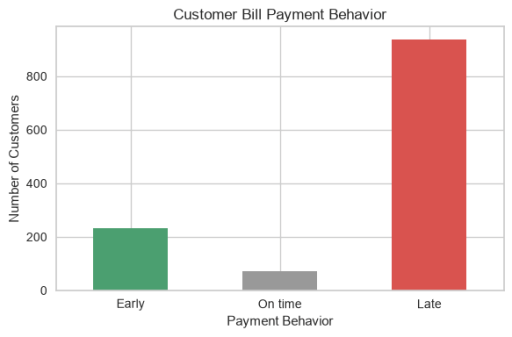 Customer Bill Payment Behavior
Number of Customers
800
600
400
200
0
Early On time Late
Payment Behavior